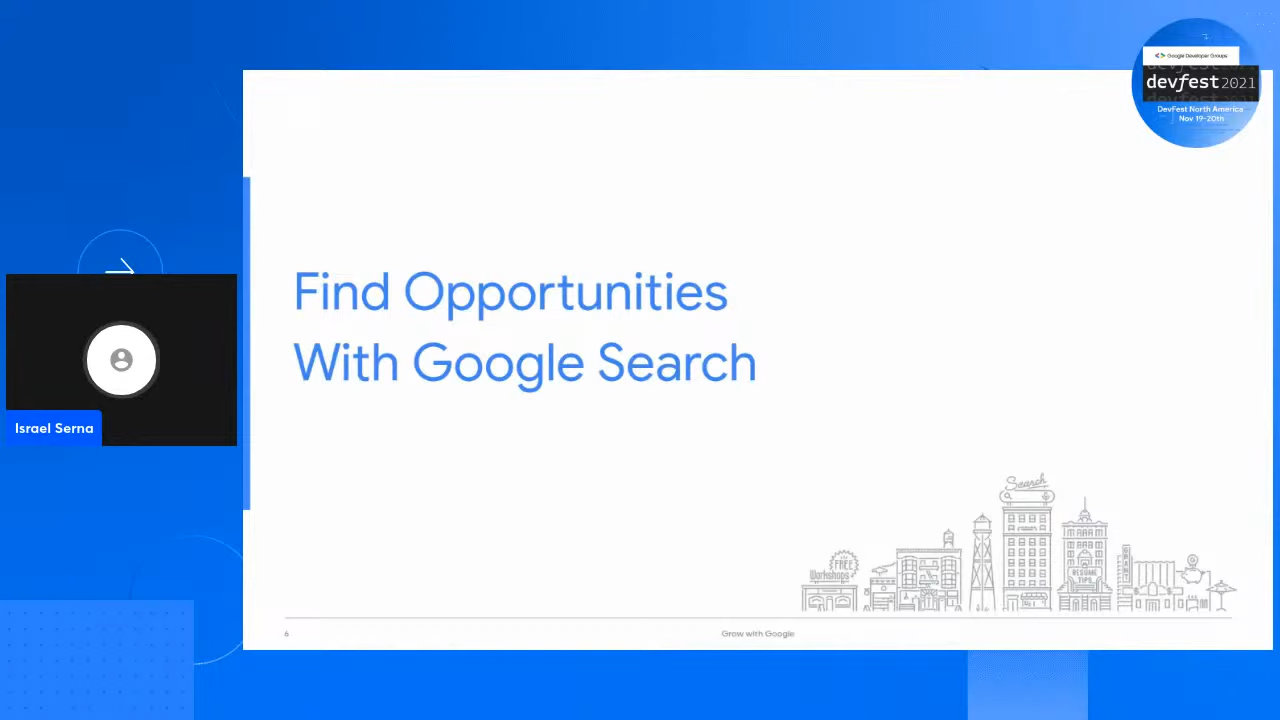 Google Developer Groups
devfest 2021
DevFest North America
Nov 19-20th
Find Opportunities
With Google Search
Israel Serna
Search
FREE
Workshops
RESUME
TIPS
6
Grow with Google